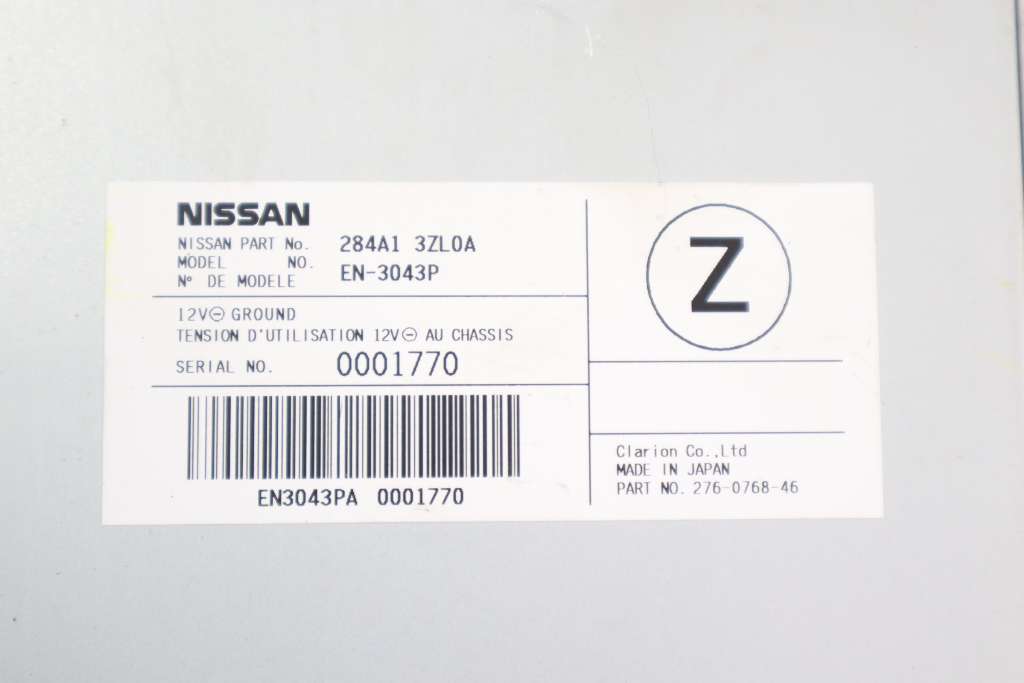 NISSAN
NISSAN PART No. 284A1 3ZL0A
MODEL NO.
N° DE MODELE EN-3043P
12V⊖ GROUND
TENSION D'UTILISATION 12V⊖ AU CHASSIS
SERIAL NO. 0001770
EN3043PA 0001770
Z
Clarion Co.,Ltd
MADE IN JAPAN
PART NO. 276-0768-46